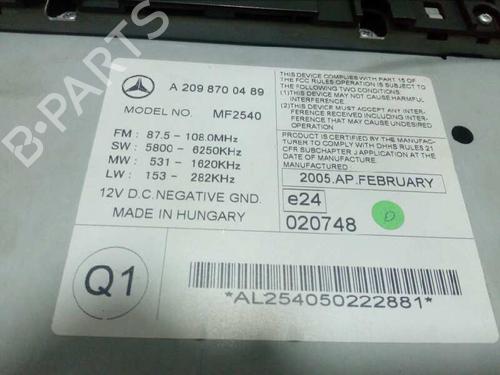 A 209 870 04 89
MODEL NO. MF2540
FM: 87.5 - 108.0MHz
SW: 5800 - 6250KHz
MW: 531 - 1620KHz
LW: 153 - 282KHz
12V D.C. NEGATIVE GND.
MADE IN HUNGARY
THIS DEVICE COMPLIES WITH PART 15 OF
THE FCC RULES OPERATION IS SUBJECT TO
THE FOLLOWING TWO CONDITIONS:
(1)THIS DEVICE MAY NOT CAUSE HARMFUL
INTERFERENCE.
(2)THIS DEVICE MUST ACCEPT ANY INTER-
FERENCE RECEIVED, INCLUDING INTER-
FERENCE THAT MAY CAUSE UNDESIRED
OPERATION.
PRODUCT IS CERTIFIED BY THE MANUFAC-
TURER TO COMPLY WITH DHHS RULES 21
CFR SUBCHAPTER J APPLICATION AT THE
DATE OF MANUFACTURE.
2005.AP.FEBRUARY
e24
020748
D
Q1
*AL254050222881*
B-PARTS